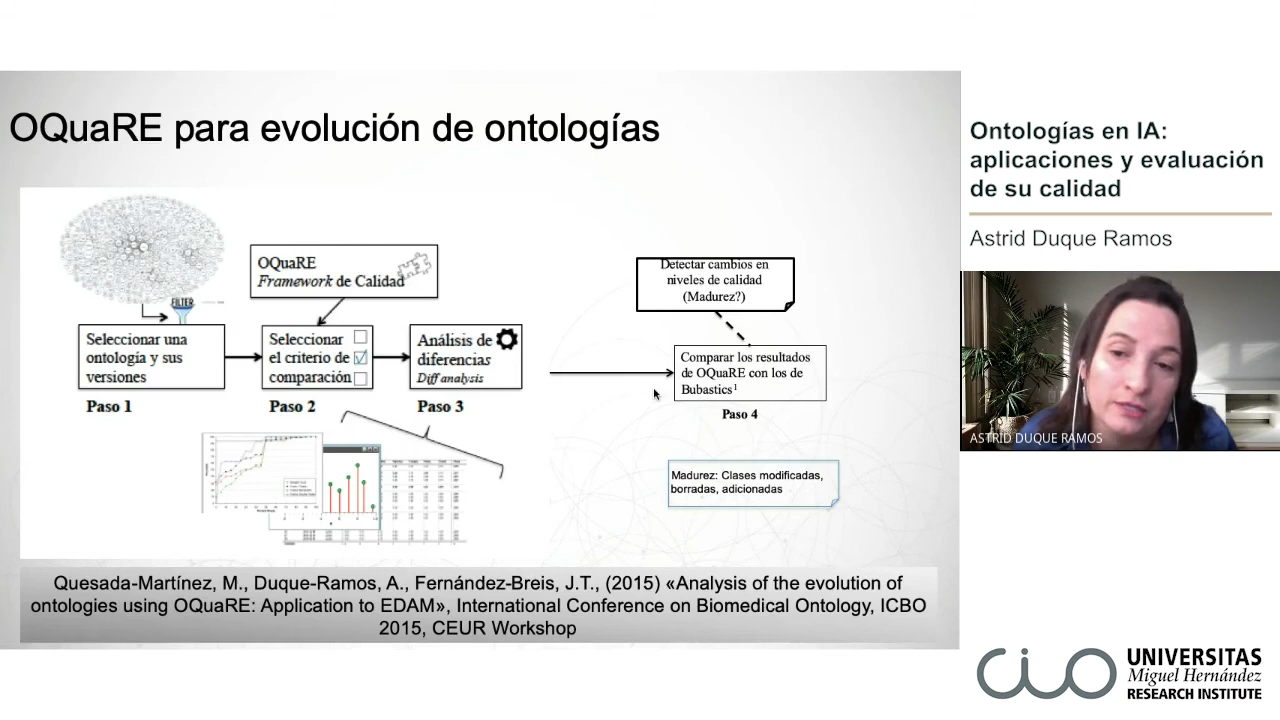 OQuaRE para evolución de ontologías
FILTER
OQuaRE
Framework de Calidad
Seleccionar una
ontología y sus
versiones
Paso 1
Seleccionar
el criterio de
comparación
Paso 2
Análisis de
diferencias
Diff analysis
Paso 3
Detectar cambios en
niveles de calidad
(Madurez?)
Comparar los resultados
de OQuaRE con los de
Bubastics1
Paso 4
Madurez: Clases modificadas,
borradas, adicionadas
Quesada-Martínez, M., Duque-Ramos, A., Fernández-Breis, J.T., (2015) «Analysis of the evolution of
ontologies using OQuaRE: Application to EDAM», International Conference on Biomedical Ontology, ICBO
2015, CEUR Workshop
Ontologías en IA:
aplicaciones y evaluación
de su calidad
Astrid Duque Ramos
ASTRID DUQUE RAMOS
cio
UNIVERSITAS
Miguel Hernández
RESEARCH INSTITUTE